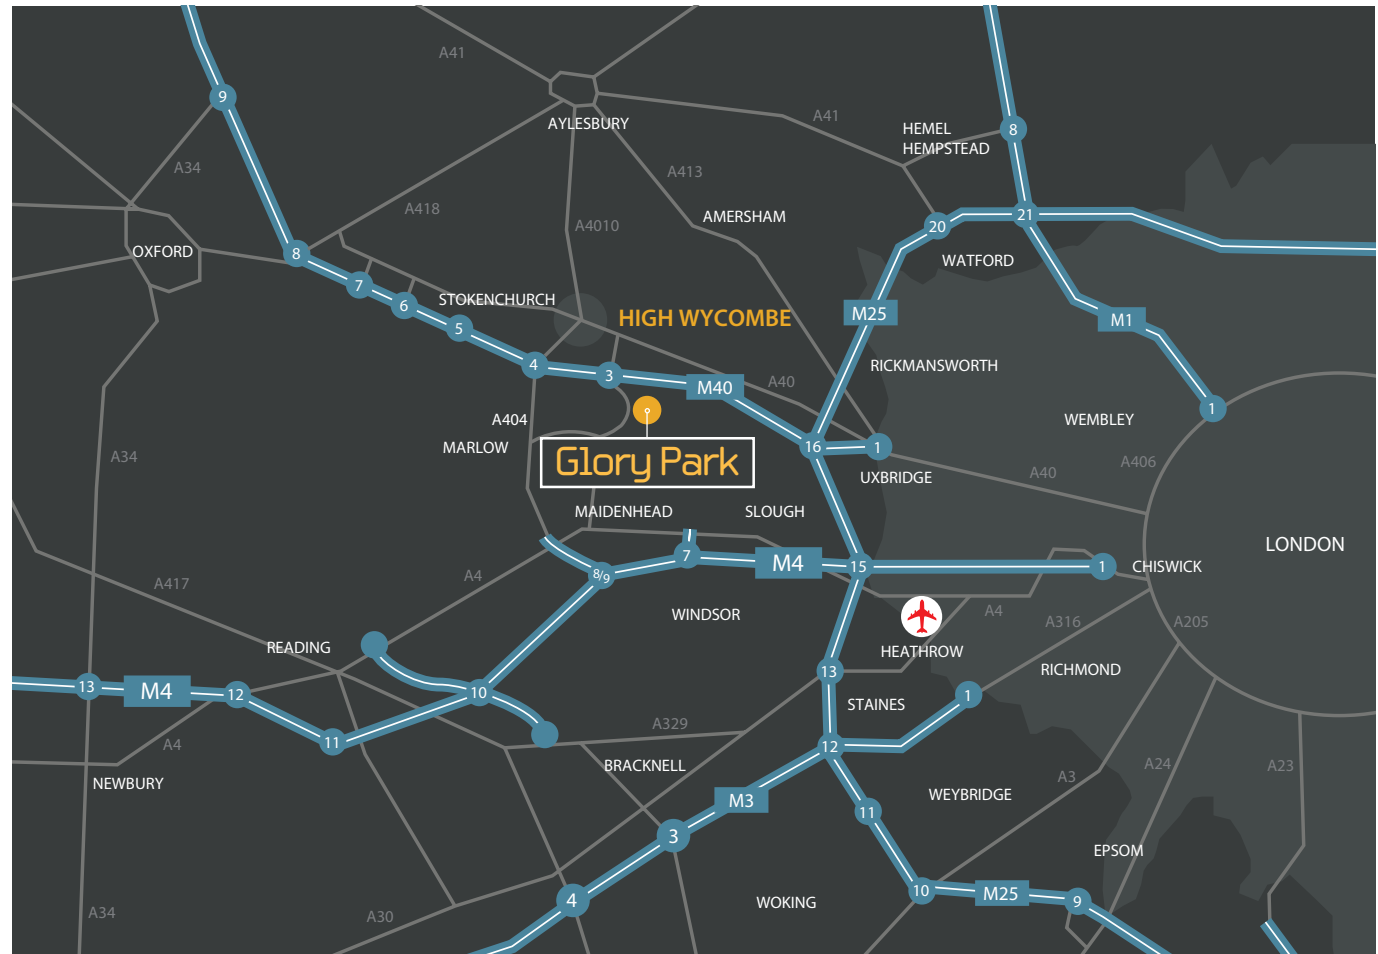 A41
9
AYLESBURY
A41
HEMEL
HEMPSTEAD
8
A34
A413
A418
A4010
AMERSHAM
20
21
OXFORD
8
WATFORD
7
6
STOKENCHURCH
5
HIGH WYCOMBE
M25
M1
4
3
M40
A40
RICKMANSWORTH
1
A404
WEMBLEY
MARLOW
16
1
Glory Park
A34
UXBRIDGE
A40
A406
MAIDENHEAD
SLOUGH
LONDON
7
M4
15
1
CHISWICK
A417
A4
8/9
WINDSOR
A4
A316
A205
READING
HEATHROW
RICHMOND
13
13
M4
12
10
STAINES
1
A329
11
A4
12
BRACKNELL
NEWBURY
A3
A24
A23
M3
WEYBRIDGE
11
3
EPSOM
10
M25
9
4
WOKING
A34
A30